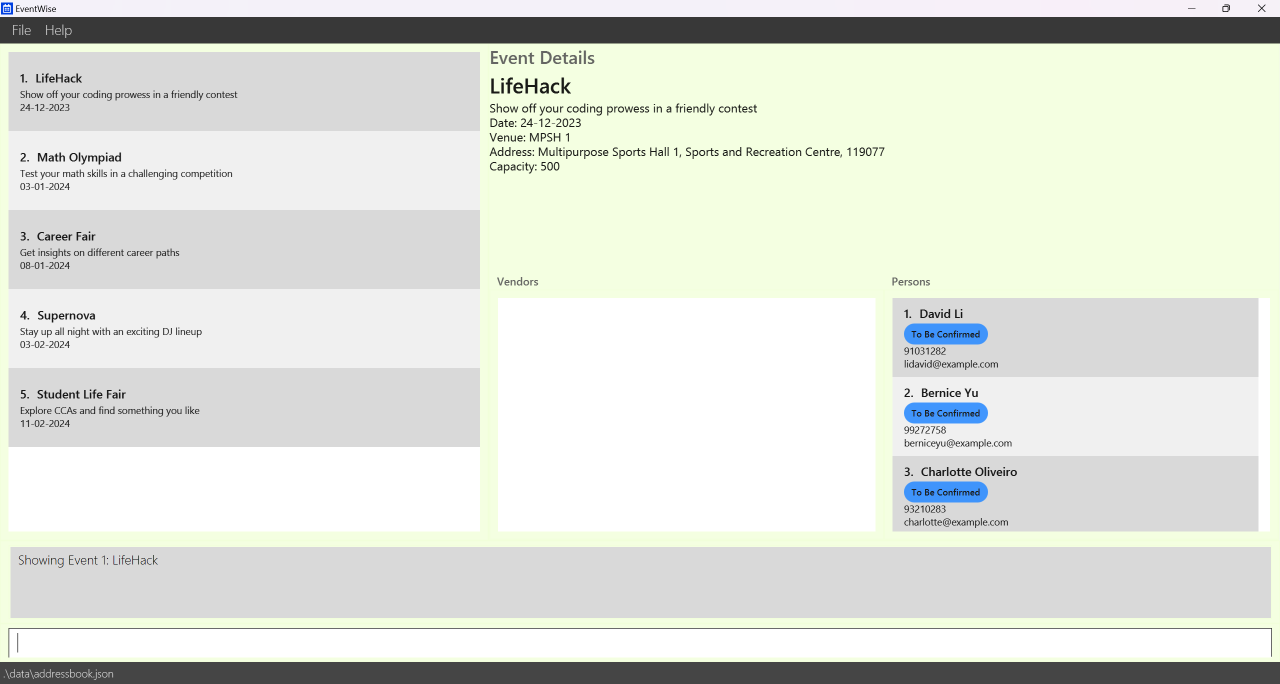 EventWise
File Help
1. LifeHack
Show off your coding prowess in a friendly contest
24-12-2023
2. Math Olympiad
Test your math skills in a challenging competition
03-01-2024
3. Career Fair
Get insights on different career paths
08-01-2024
4. Supernova
Stay up all night with an exciting DJ lineup
03-02-2024
5. Student Life Fair
Explore CCAs and find something you like
11-02-2024
Event Details
LifeHack
Show off your coding prowess in a friendly contest
Date: 24-12-2023
Venue: MPSH 1
Address: Multipurpose Sports Hall 1, Sports and Recreation Centre, 119077
Capacity: 500
Vendors
Persons
1. David Li
To Be Confirmed
91031282
lidavid@example.com
2. Bernice Yu
To Be Confirmed
99272758
berniceyu@example.com
3. Charlotte Oliveiro
To Be Confirmed
93210283
charlotte@example.com
Showing Event 1: LifeHack
.\data\addressbook.json